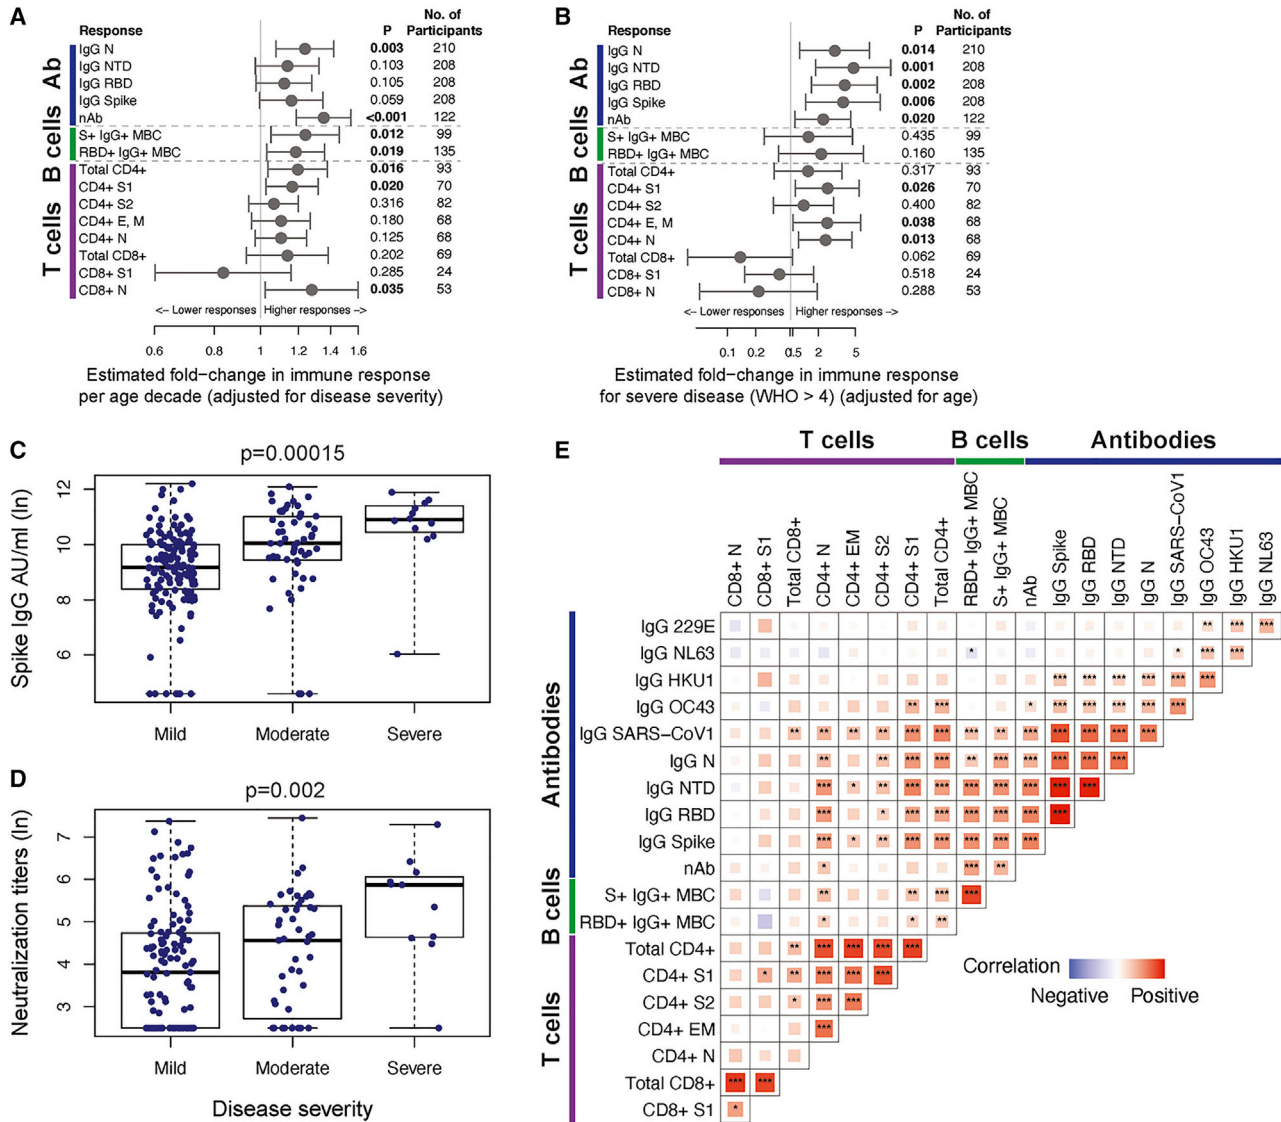 A
Response
P
No. of
Participants
Ab
B cells
T cells
IgG N 0.003 210
IgG NTD 0.103 208
IgG RBD 0.105 208
IgG Spike 0.059 208
nAb <0.001 122
S+ IgG+ MBC 0.012 99
RBD+ IgG+ MBC 0.019 135
Total CD4+ 0.016 93
CD4+ S1 0.020 70
CD4+ S2 0.316 82
CD4+ E, M 0.180 68
CD4+ N 0.125 68
Total CD8+ 0.202 69
CD8+ S1 0.285 24
CD8+ N 0.035 53
<– Lower responses Higher responses –>
0.6 0.8 1 1.2 1.4 1.6
Estimated fold−change in immune response
per age decade (adjusted for disease severity)
B
Response
P
No. of
Participants
Ab
B cells
T cells
IgG N 0.014 210
IgG NTD 0.001 208
IgG RBD 0.002 208
IgG Spike 0.006 208
nAb 0.020 122
S+ IgG+ MBC 0.435 99
RBD+ IgG+ MBC 0.160 135
Total CD4+ 0.317 93
CD4+ S1 0.026 70
CD4+ S2 0.400 82
CD4+ E, M 0.038 68
CD4+ N 0.013 68
Total CD8+ 0.062 69
CD8+ S1 0.518 24
CD8+ N 0.288 53
<– Lower responses Higher responses –>
0.1 0.2 0.5 2 5
Estimated fold−change in immune response
for severe disease (WHO > 4) (adjusted for age)
C
p=0.00015
Spike IgG AU/ml (ln)
12
10
8
6
Mild Moderate Severe
D
p=0.002
Neutralization titers (ln)
7
6
5
4
3
Mild Moderate Severe
Disease severity
E
T cells B cells Antibodies
CD8+ N
CD8+ S1
Total CD8+
CD4+ N
CD4+ EM
CD4+ S2
CD4+ S1
Total CD4+
RBD+ IgG+ MBC
S+ IgG+ MBC
nAb
IgG Spike
IgG RBD
IgG NTD
IgG N
IgG SARS−CoV1
IgG OC43
IgG HKU1
IgG NL63
Antibodies
B cells
T cells
IgG 229E
IgG NL63
IgG HKU1
IgG OC43
IgG SARS−CoV1
IgG N
IgG NTD
IgG RBD
IgG Spike
nAb
S+ IgG+ MBC
RBD+ IgG+ MBC
Total CD4+
CD4+ S1
CD4+ S2
CD4+ EM
CD4+ N
Total CD8+
CD8+ S1
Correlation
Negative Positive